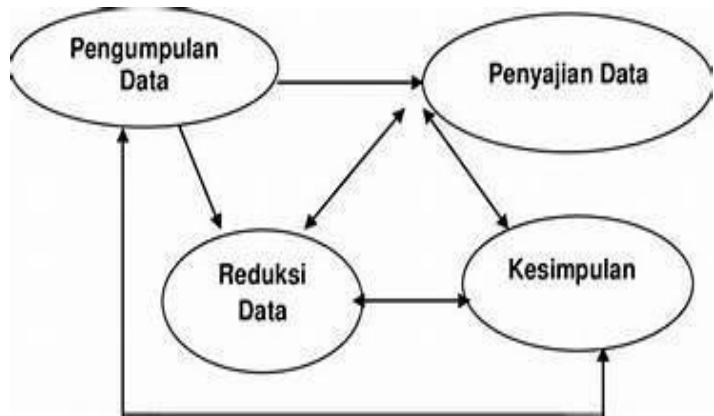 Pengumpulan
Data
Penyajian Data
Reduksi
Data
Kesimpulan